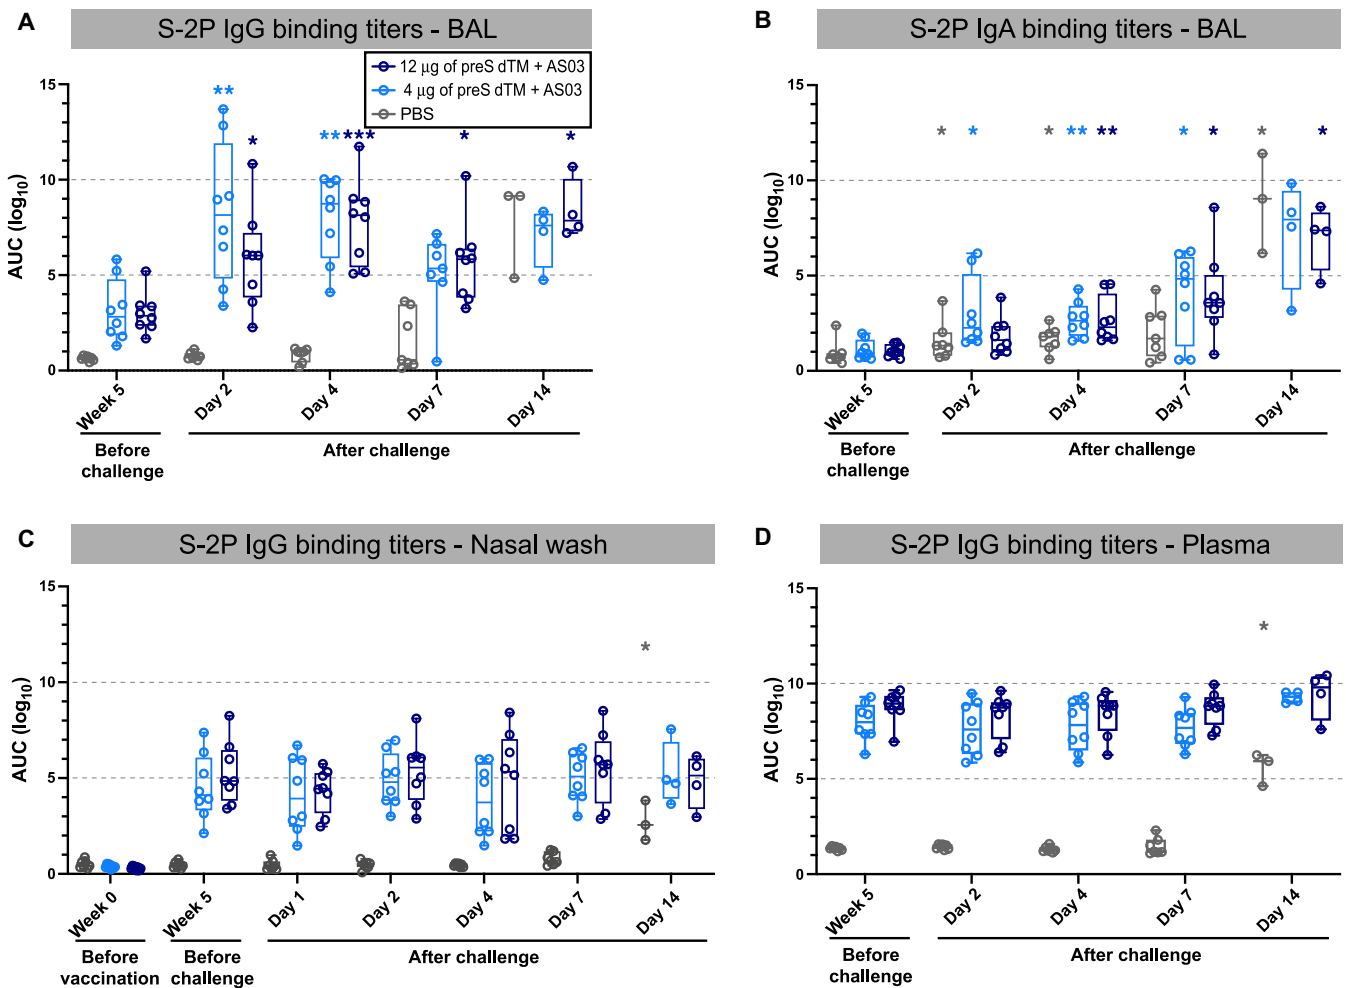 A
S-2P IgG binding titers - BAL
12 µg of preS dTM + AS03
4 µg of preS dTM + AS03
PBS
AUC (log10)
15
10
5
0
** * ** *** * *
Week 5 Day 2 Day 4 Day 7 Day 14
Before challenge
After challenge
B
S-2P IgA binding titers - BAL
AUC (log10)
15
10
5
0
* * * ** ** * * * *
Week 5 Day 2 Day 4 Day 7 Day 14
Before challenge
After challenge
C
S-2P IgG binding titers - Nasal wash
AUC (log10)
15
10
5
0
*
Week 0 Week 5 Day 1 Day 2 Day 4 Day 7 Day 14
Before vaccination
Before challenge
After challenge
D
S-2P IgG binding titers - Plasma
AUC (log10)
15
10
5
0
*
Week 5 Day 2 Day 4 Day 7 Day 14
Before challenge
After challenge